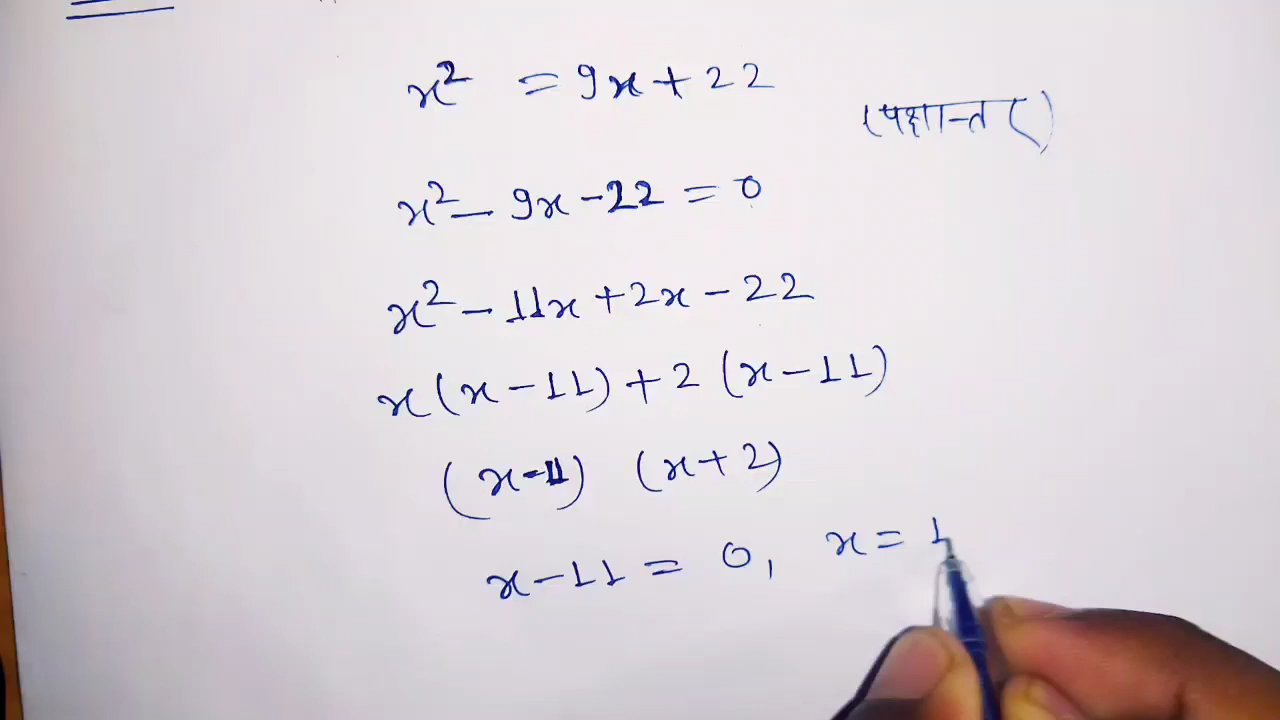 x² = 9x + 22
(पक्षान्तर)
x² - 9x - 22 = 0
x² - 11x + 2x - 22
x(x - 11) + 2(x - 11)
(x - 11) (x + 2)
x - 11 = 0, x = 1